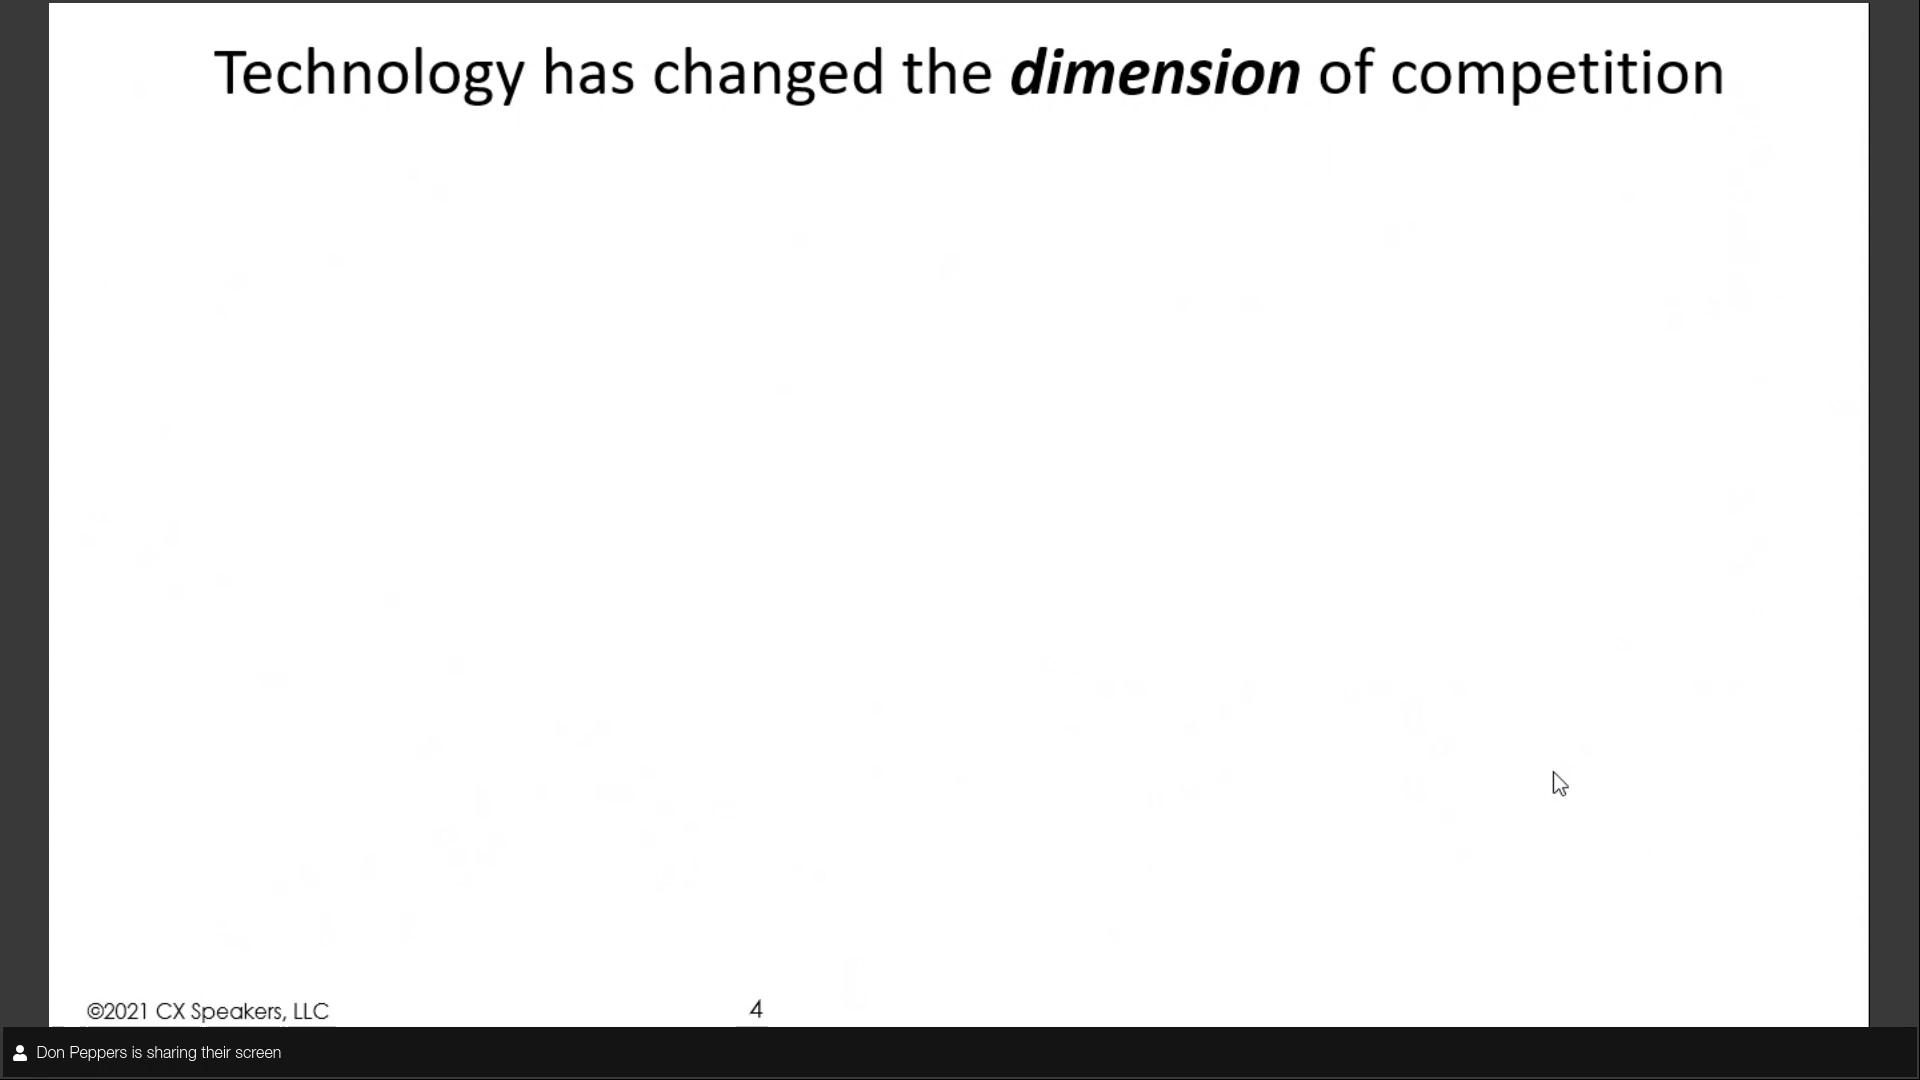 Technology has changed the dimension of competition
©2021 CX Speakers, LLC
4
Don Peppers is sharing their screen